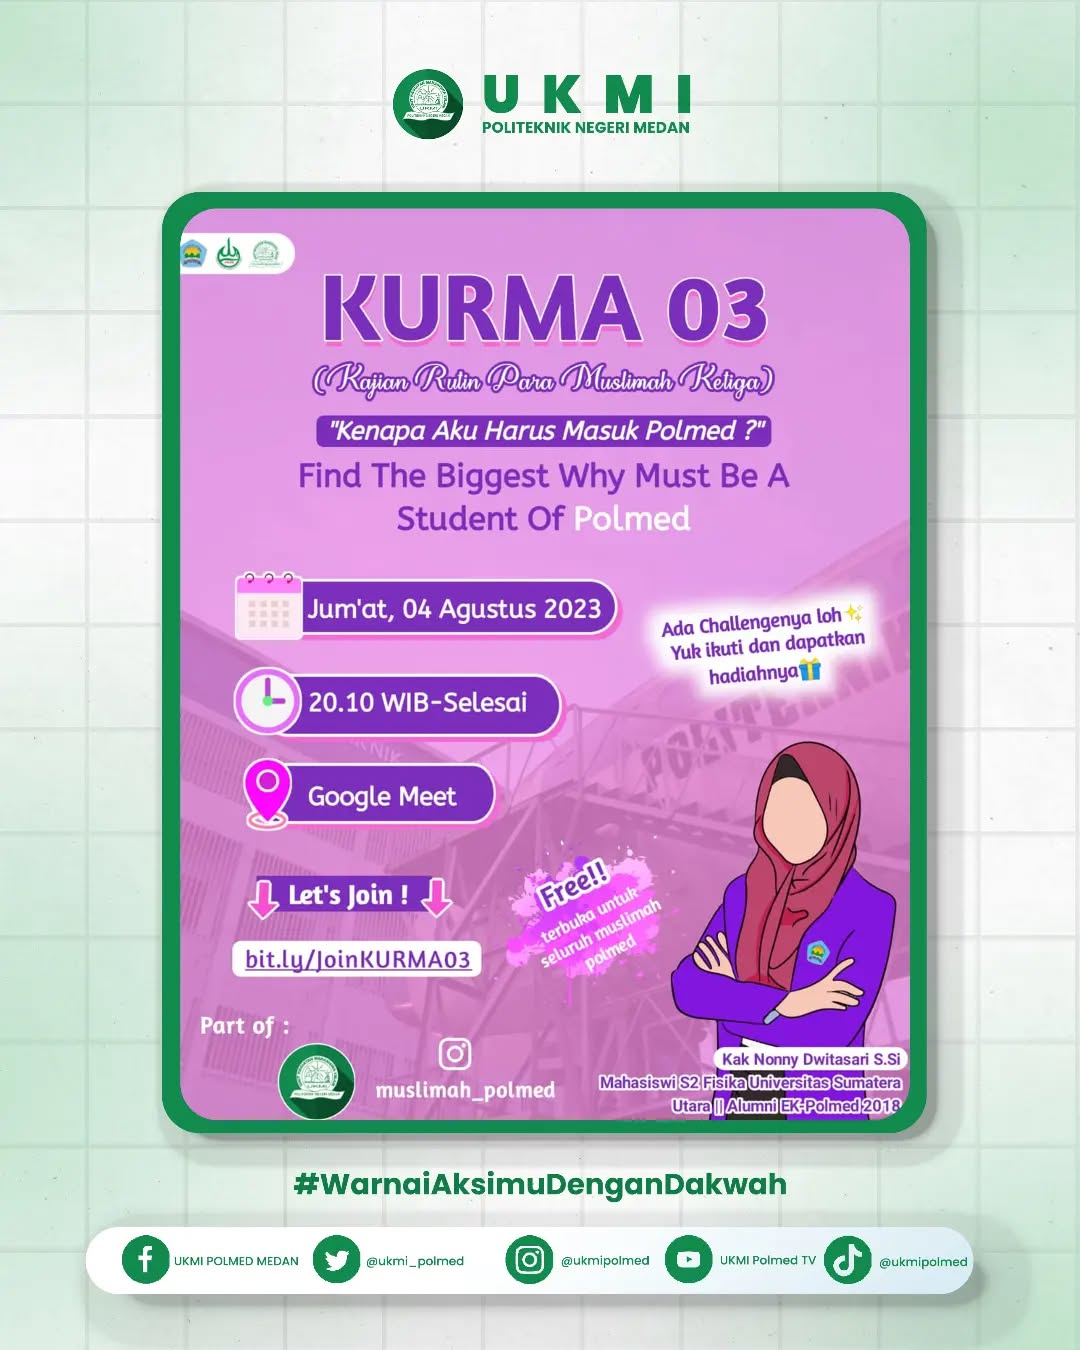 UKMI
POLITEKNIK NEGERI MEDAN
KURMA 03
(Kajian Rutin Para Muslimah Ketiga)
"Kenapa Aku Harus Masuk Polmed ?"
Find The Biggest Why Must Be A
Student Of Polmed
Jum'at, 04 Agustus 2023
Ada Challengenya loh✨
Yuk ikuti dan dapatkan
hadiahnya🎁
20.10 WIB-Selesai
Google Meet
POLITEKNIK
Let's Join !
Free!!
terbuka untuk
seluruh muslimah
polmed
bit.ly/JoinKURMA03
Part of :
muslimah_polmed
Kak Nonny Dwitasari S.Si
Mahasiswi S2 Fisika Universitas Sumatera
Utara || Alumni EK-Polmed 2018
#WarnaiAksimuDenganDakwah
UKMI POLMED MEDAN
@ukmi_polmed
@ukmipolmed
UKMI Polmed TV
@ukmipolmed